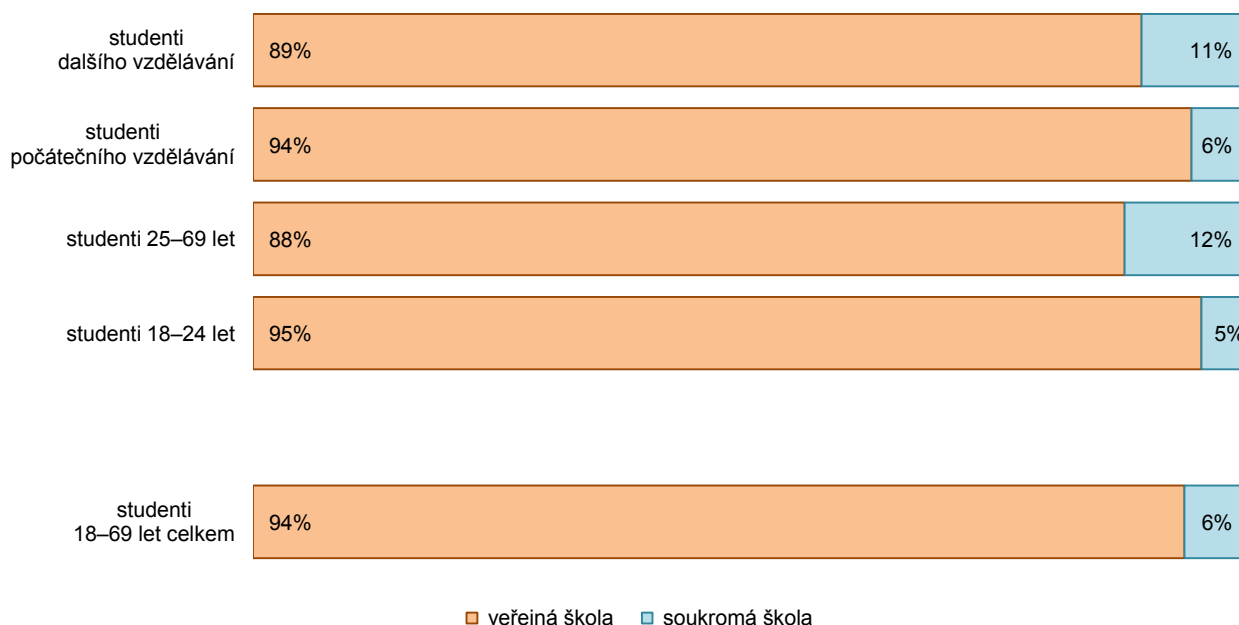 studenti
dalšího vzdělávání
89%
11%
studenti
počátečního vzdělávání
94%
6%
studenti 25–69 let
88%
12%
studenti 18–24 let
95%
5%
studenti
18–69 let celkem
94%
6%
veřejná škola
soukromá škola